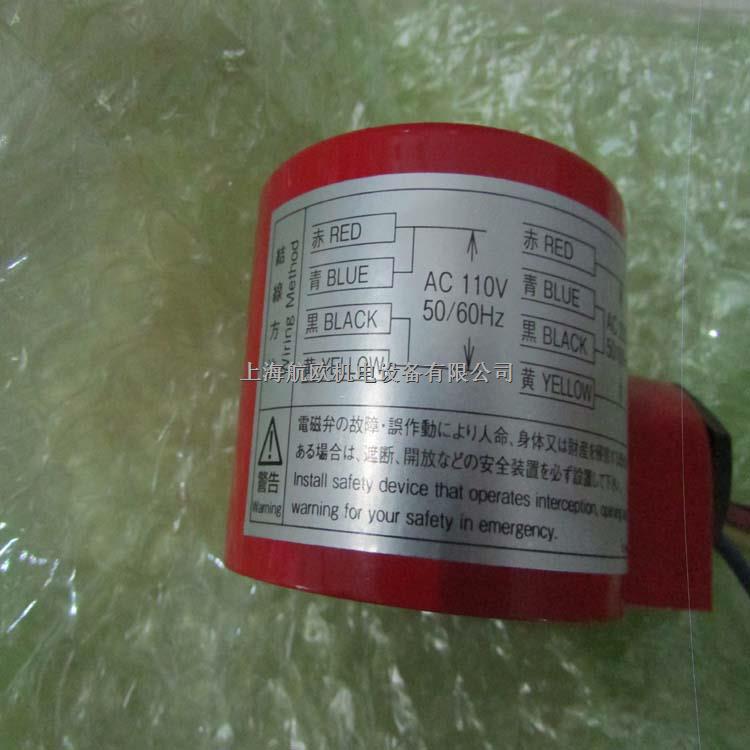 結線方
Wiring Method
赤 RED
青 BLUE
黒 BLACK
黄 YELLOW
AC 110V
50/60Hz
赤 RED
青 BLUE
黒 BLACK
黄 YELLOW
AC
上海航欧机电设备有限公司
警告
Warning
電磁弁の故障・誤作動により人命、身体又は財産を
ある場合は、遮断、開放などの安全装置を必ず設置して下さい。
Install safety device that operates interception,
warning for your safety in emergency.